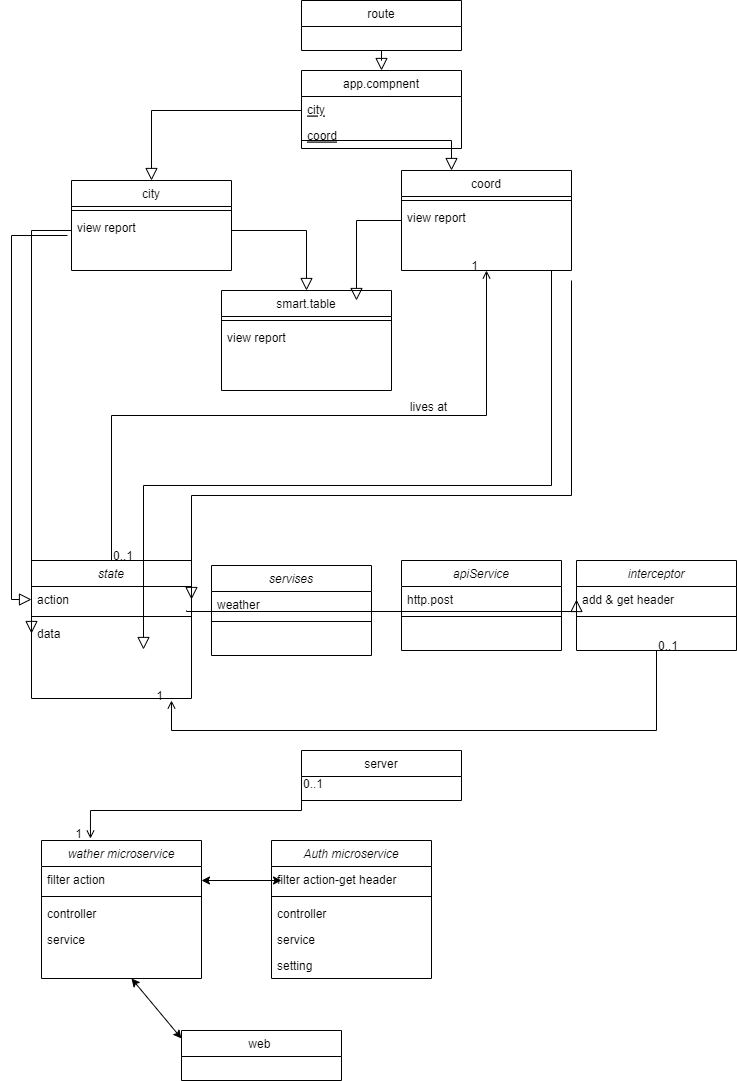 route
app.compnent
city
coord
city
view report
coord
view report
1
smart.table
view report
lives at
0..1
state
action
data
1
servises
weather
apiService
http.post
interceptor
add & get header
0..1
server
0..1
1
wather microservice
filter action
controller
service
Auth microservice
filter action-get header
controller
service
setting
web